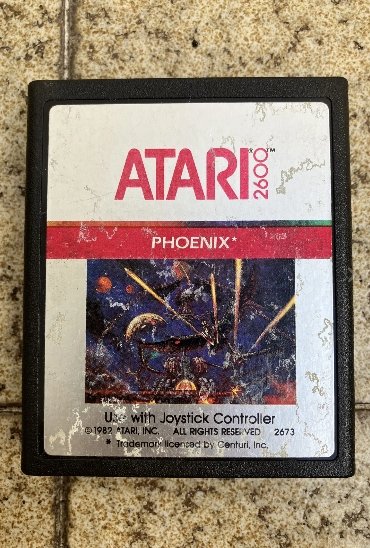 ATARI® 2600™
PHOENIX*
Use with Joystick Controller
© 1982 ATARI, INC. ALL RIGHTS RESERVED 2673
* Trademark licensed by Centuri, Inc.